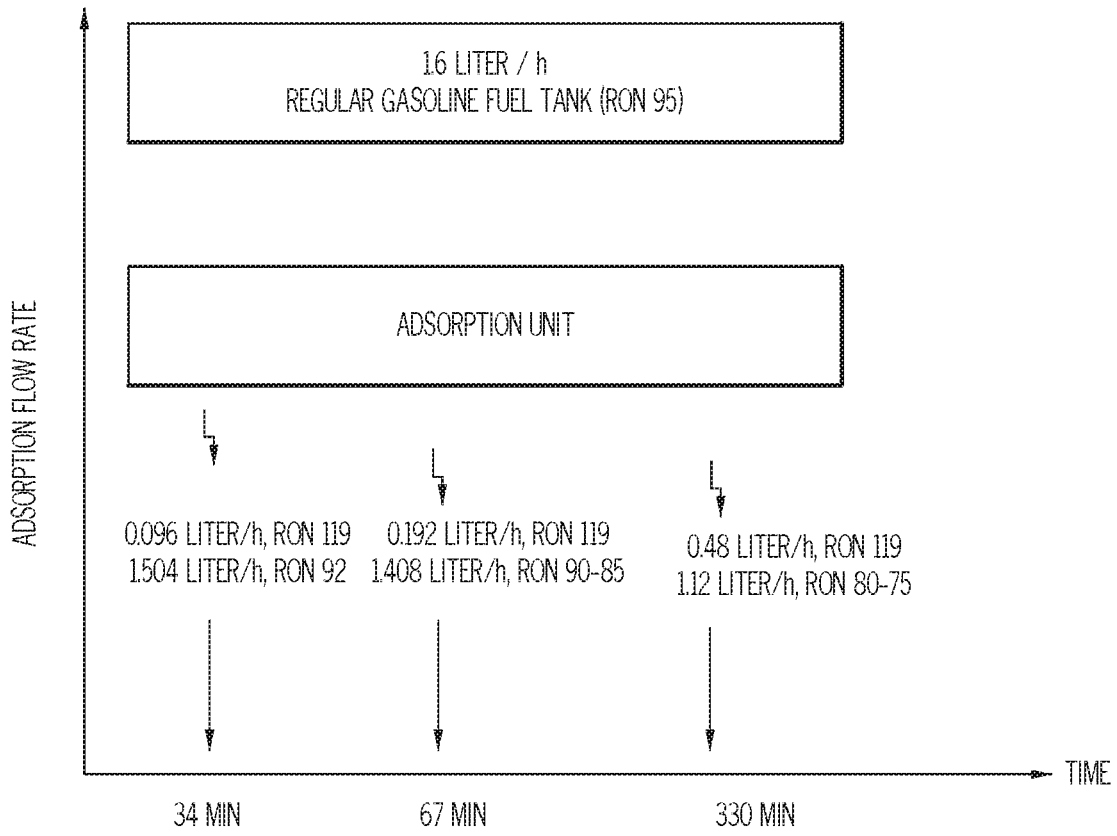 1.6 LITER / h
REGULAR GASOLINE FUEL TANK (RON 95)
ADSORPTION UNIT
ADSORPTION FLOW RATE
0.096 LITER/h, RON 119
1.504 LITER/h, RON 92
0.192 LITER/h, RON 119
1.408 LITER/h, RON 90-85
0.48 LITER/h, RON 119
1.12 LITER/h, RON 80-75
TIME
34 MIN
67 MIN
330 MIN